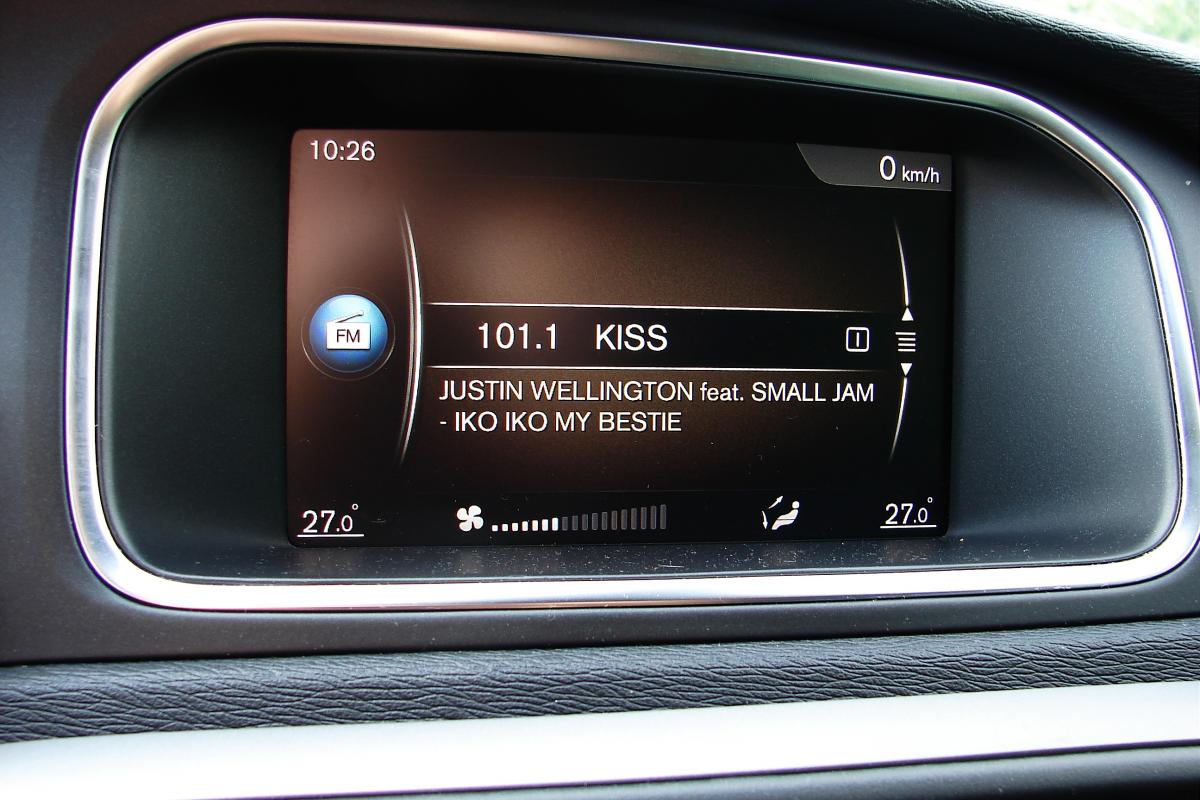 10:26
0 km/h
FM
101.1 KISS
JUSTIN WELLINGTON feat. SMALL JAM
- IKO IKO MY BESTIE
27.0°
27.0°